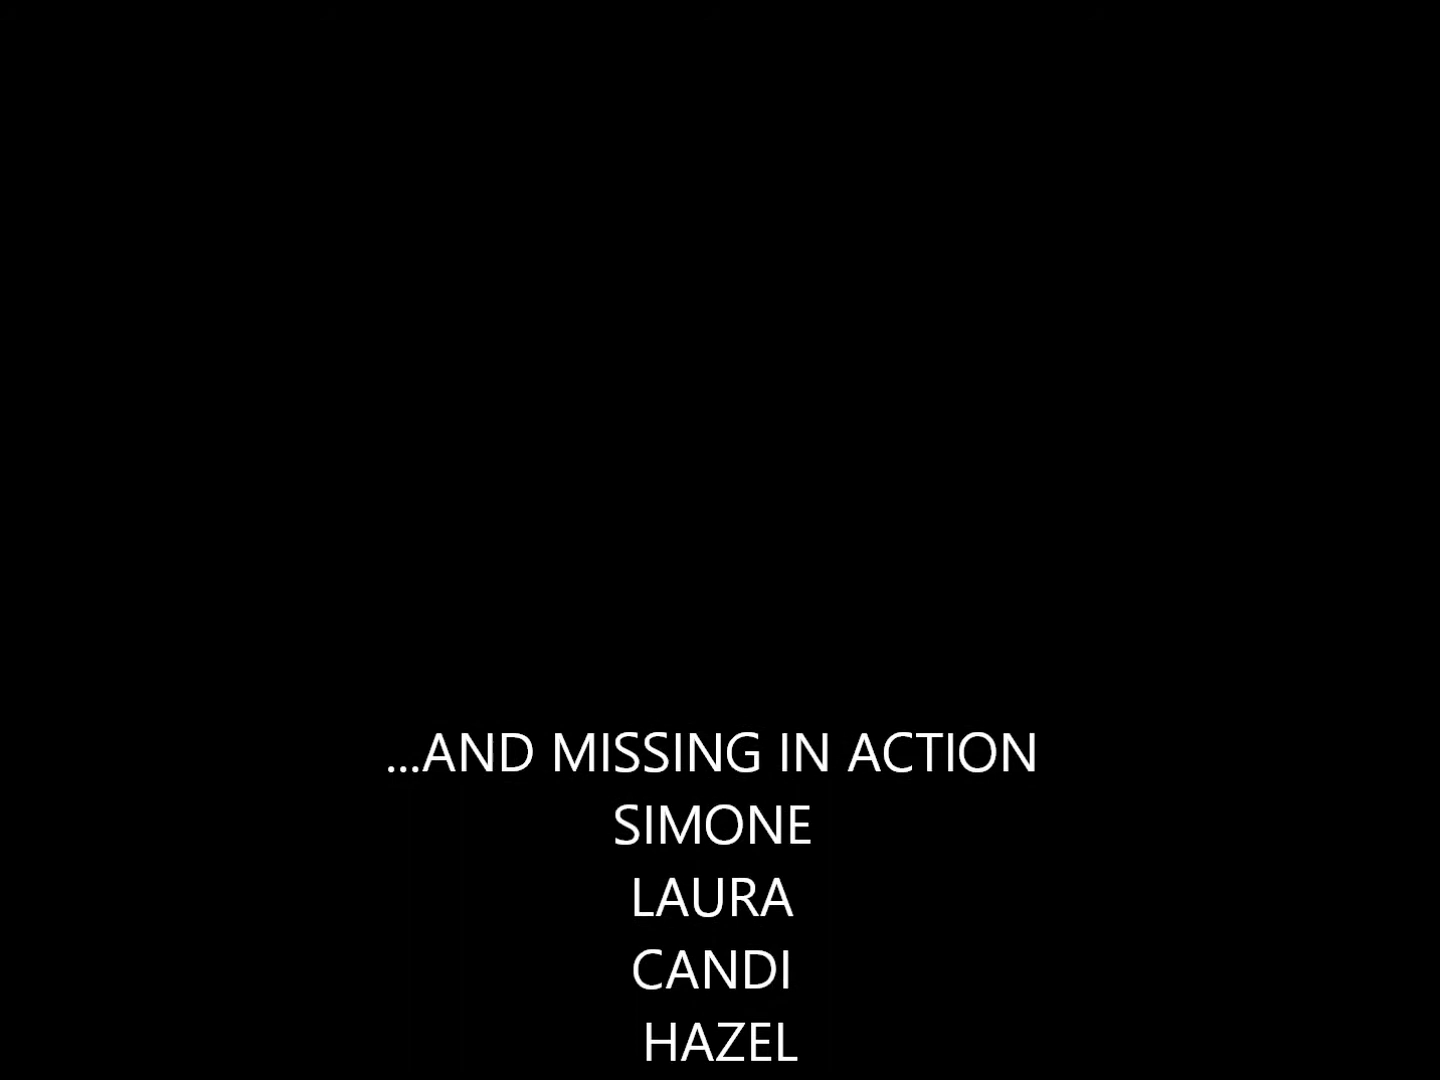 ...AND MISSING IN ACTION
SIMONE
LAURA
CANDI
HAZEL